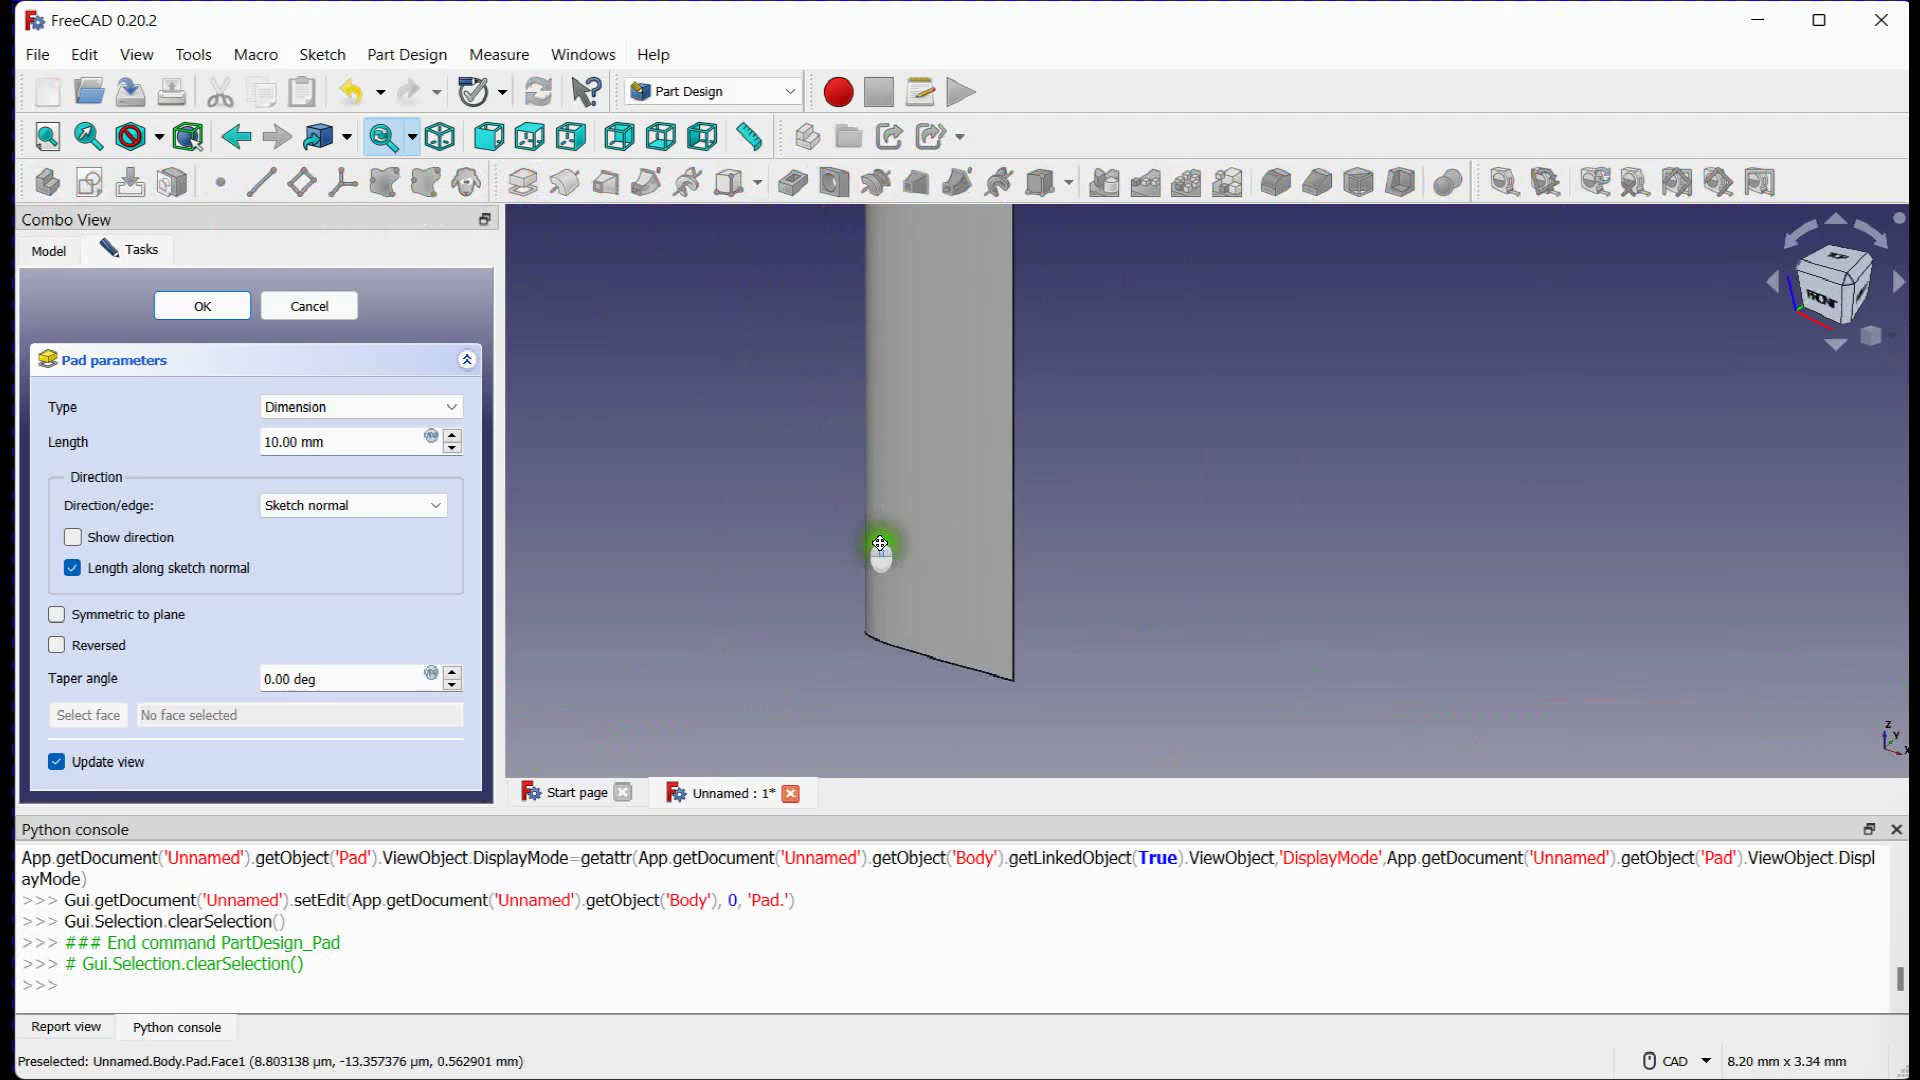 FreeCAD 0.20.2
File Edit View Tools Macro Sketch Part Design Measure Windows Help
Part Design
Combo View
Model Tasks
OK Cancel
Pad parameters
Type Dimension
Length 10.00 mm
Direction
Direction/edge: Sketch normal
Show direction
Length along sketch normal
Symmetric to plane
Reversed
Taper angle 0.00 deg
Select face No face selected
Update view
FRONT
Z
Y
X
Start page Unnamed : 1*
Python console
App.getDocument('Unnamed').getObject('Pad').ViewObject.DisplayMode=getattr(App.getDocument('Unnamed').getObject('Body').getLinkedObject(True).ViewObject,'DisplayMode',App.getDocument('Unnamed').getObject('Pad').ViewObject.Displ
ayMode)
>>> Gui.getDocument('Unnamed').setEdit(App.getDocument('Unnamed').getObject('Body'), 0, 'Pad.')
>>> Gui.Selection.clearSelection()
>>> ### End command PartDesign_Pad
>>> # Gui.Selection.clearSelection()
>>>
Report view Python console
Preselected: Unnamed.Body.Pad.Face1 (8.803138 µm, -13.357376 µm, 0.562901 mm)
CAD 8.20 mm x 3.34 mm